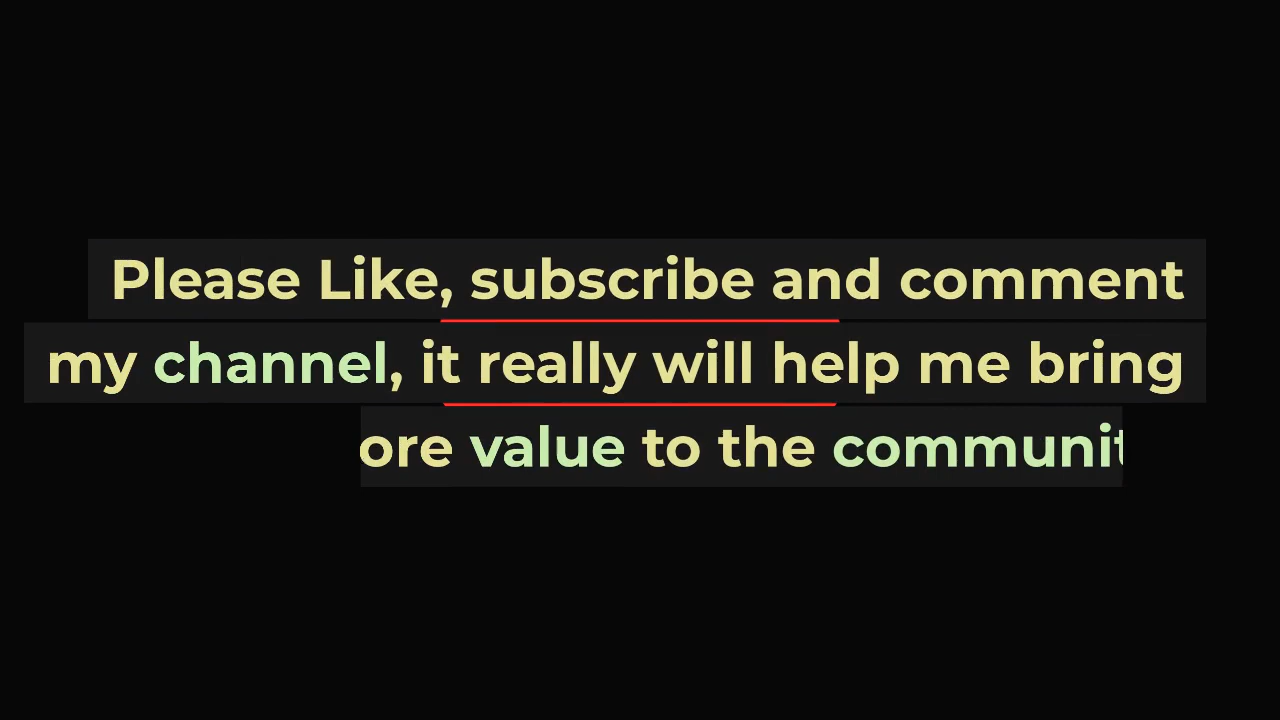 Please Like, subscribe and comment
my channel, it really will help me bring
ore value to the communit